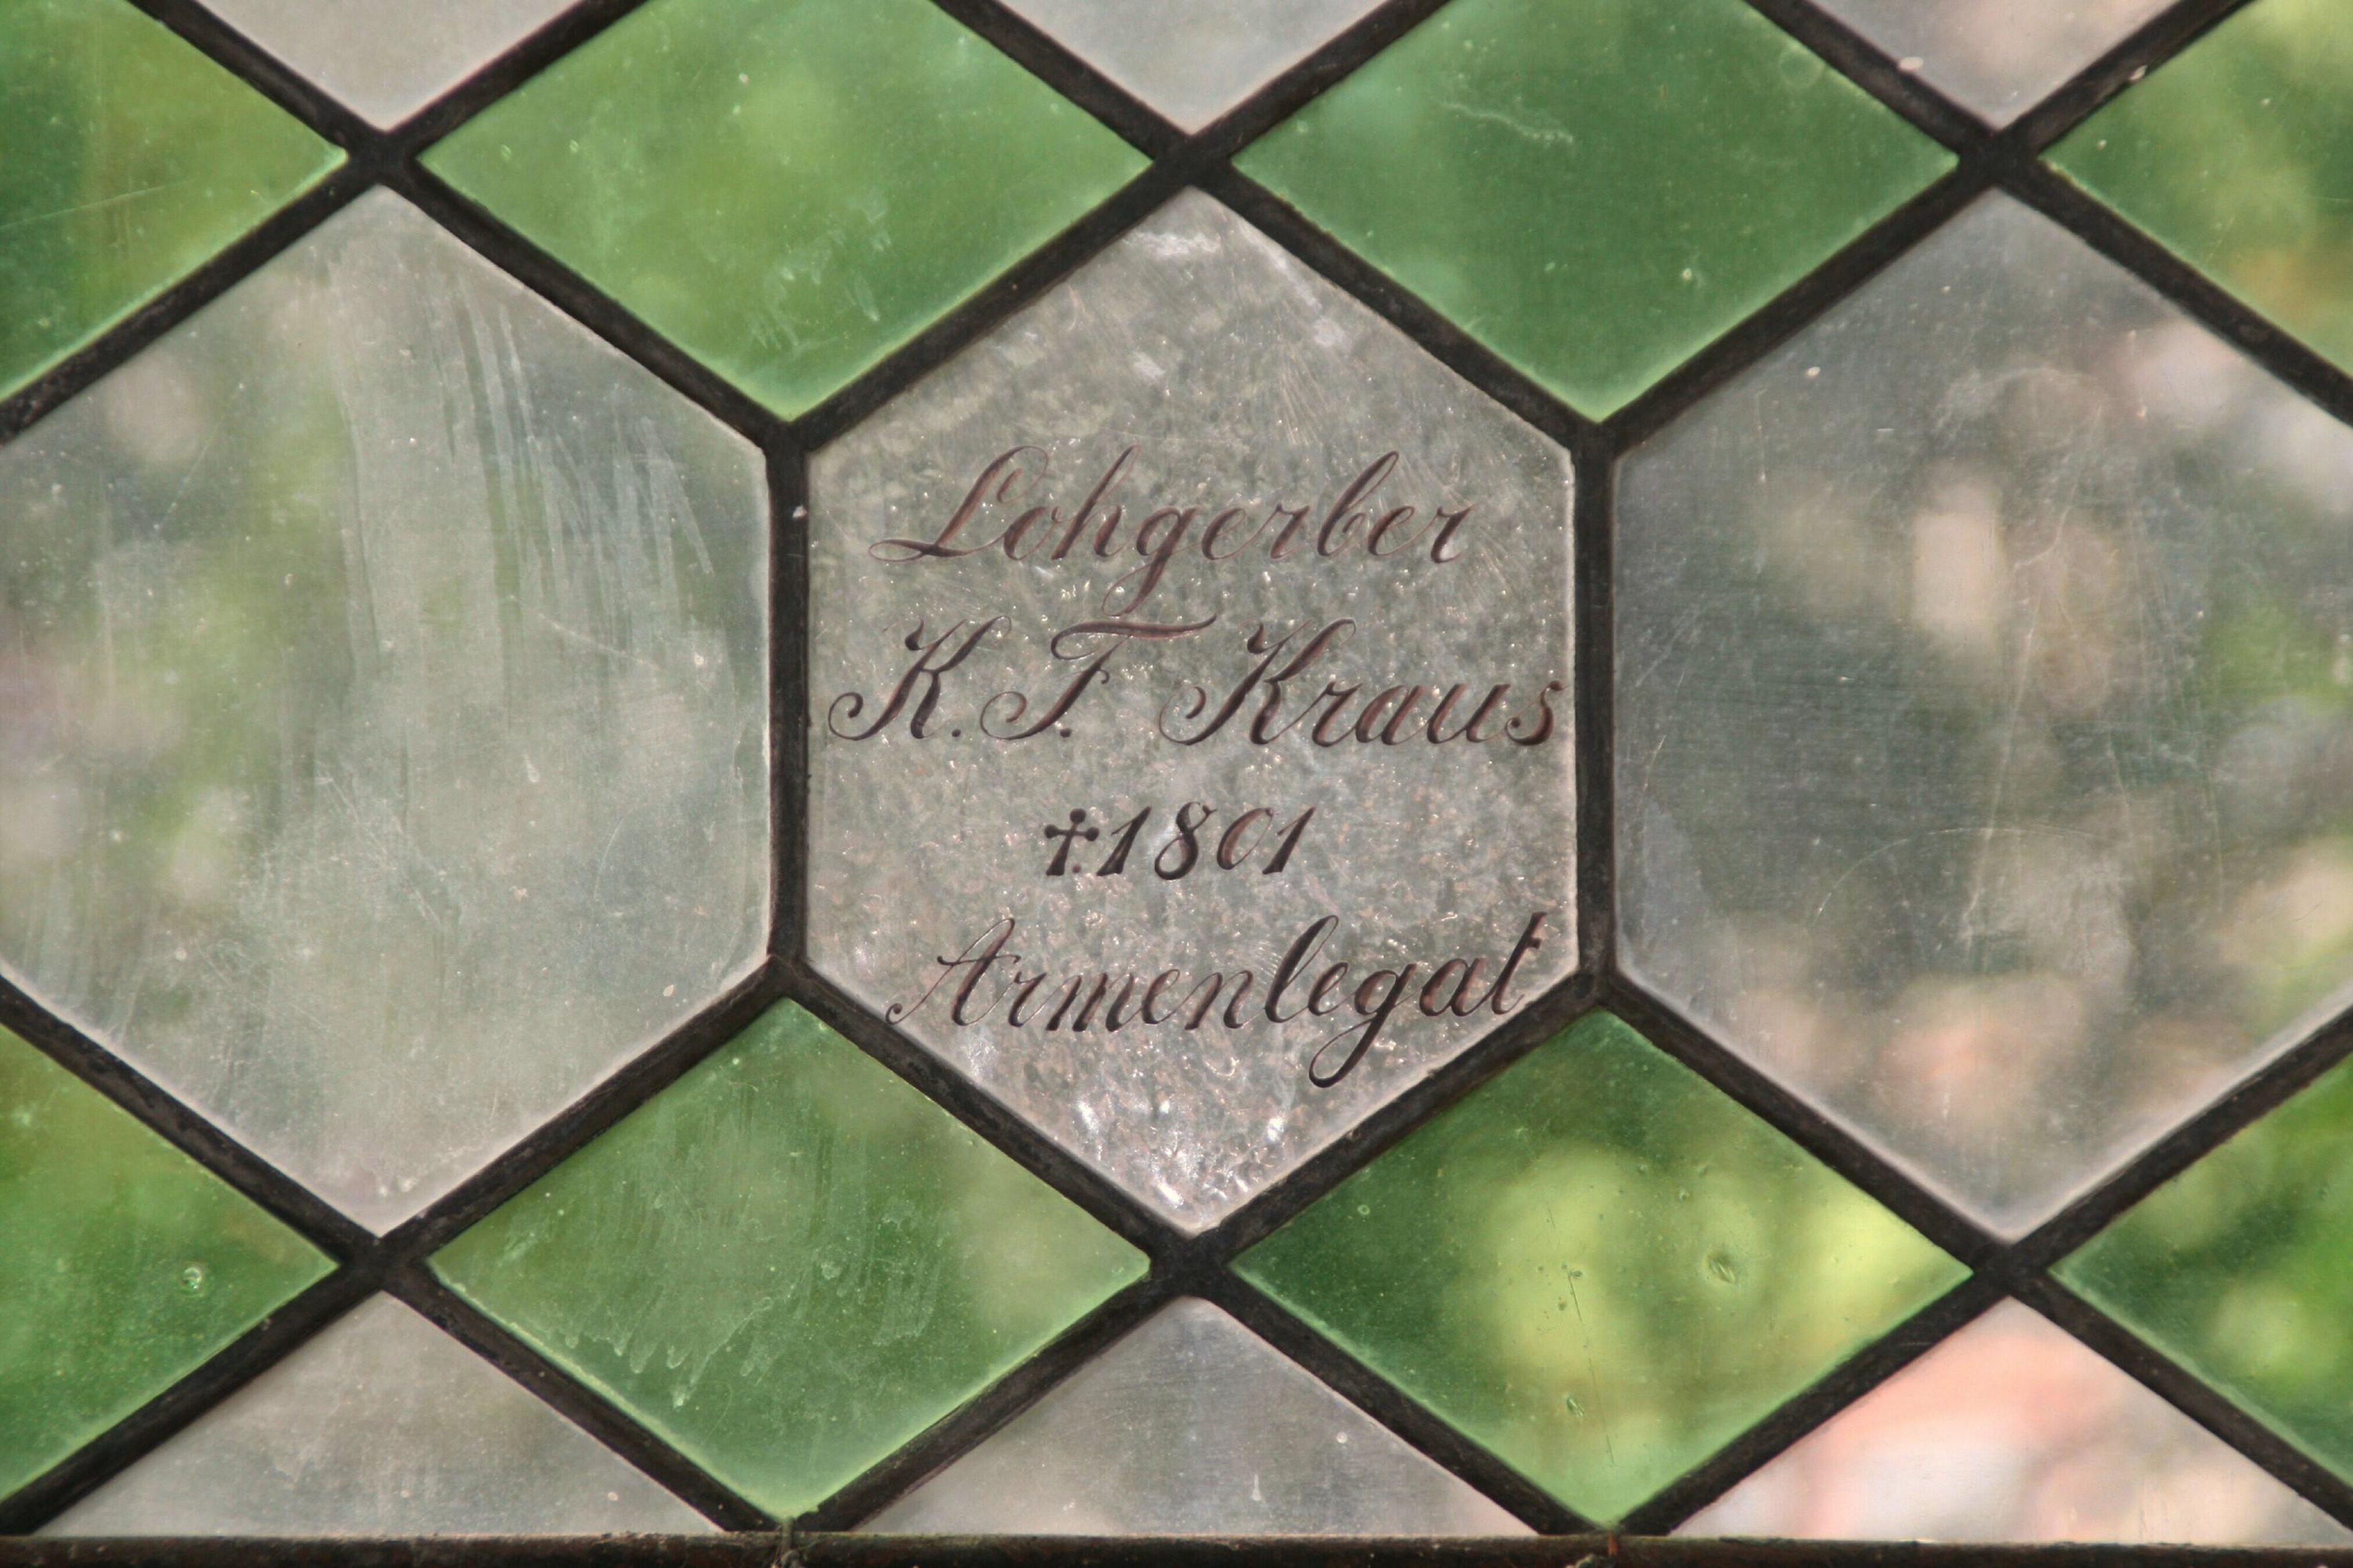 Lohgerber
K. F. Kraus
†.1801
Armenlegat